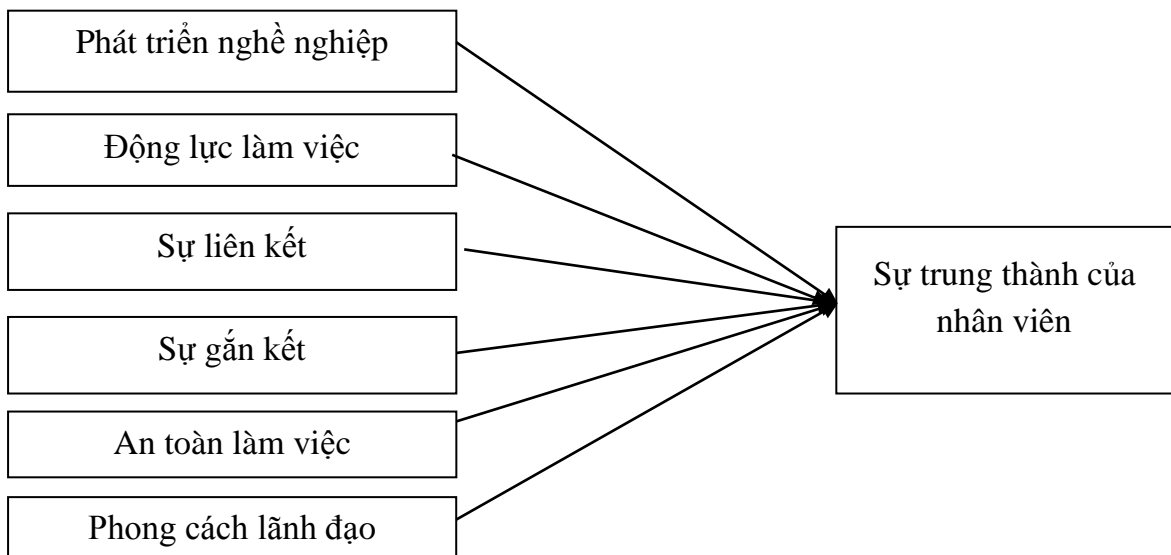 Phát triển nghề nghiệp
Động lực làm việc
Sự liên kết
Sự gắn kết
An toàn làm việc
Phong cách lãnh đạo
Sự trung thành của
nhân viên